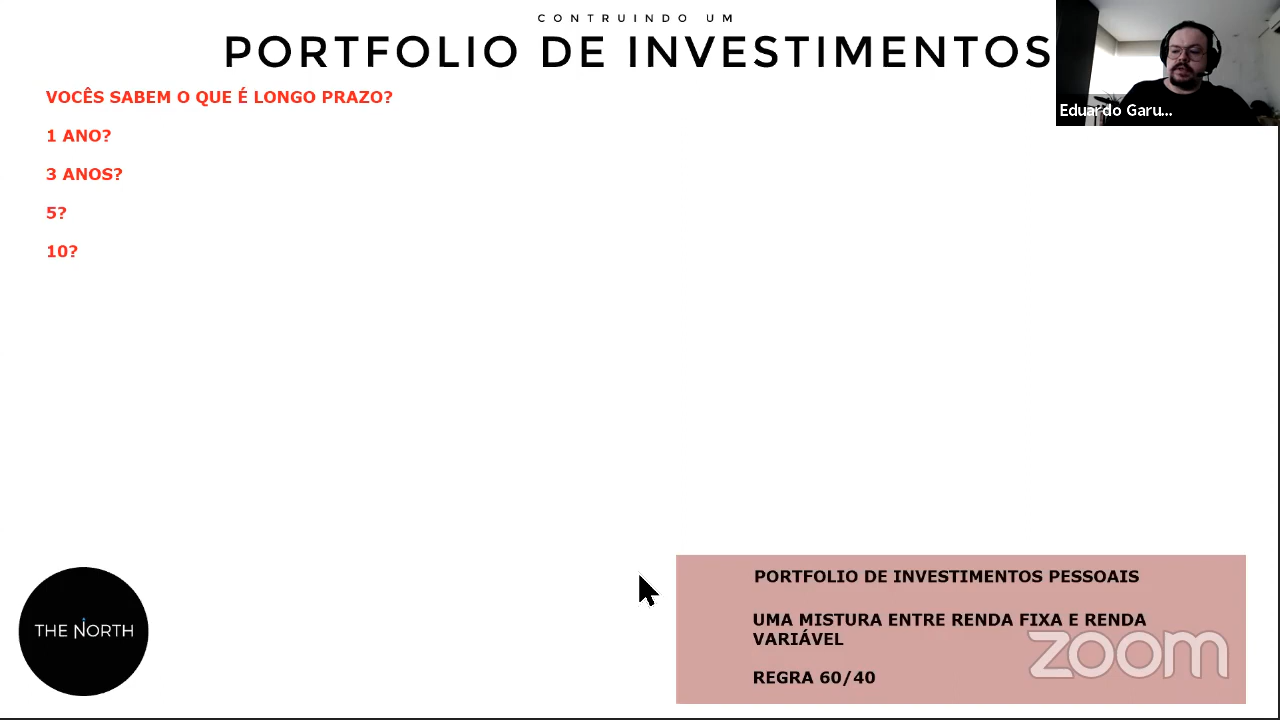 CONTRUINDO UM
PORTFOLIO DE INVESTIMENTOS
Eduardo Garu...
VOCÊS SABEM O QUE É LONGO PRAZO?
1 ANO?
3 ANOS?
5?
10?
THE NORTH
PORTFOLIO DE INVESTIMENTOS PESSOAIS
UMA MISTURA ENTRE RENDA FIXA E RENDA
VARIÁVEL
REGRA 60/40
zoom